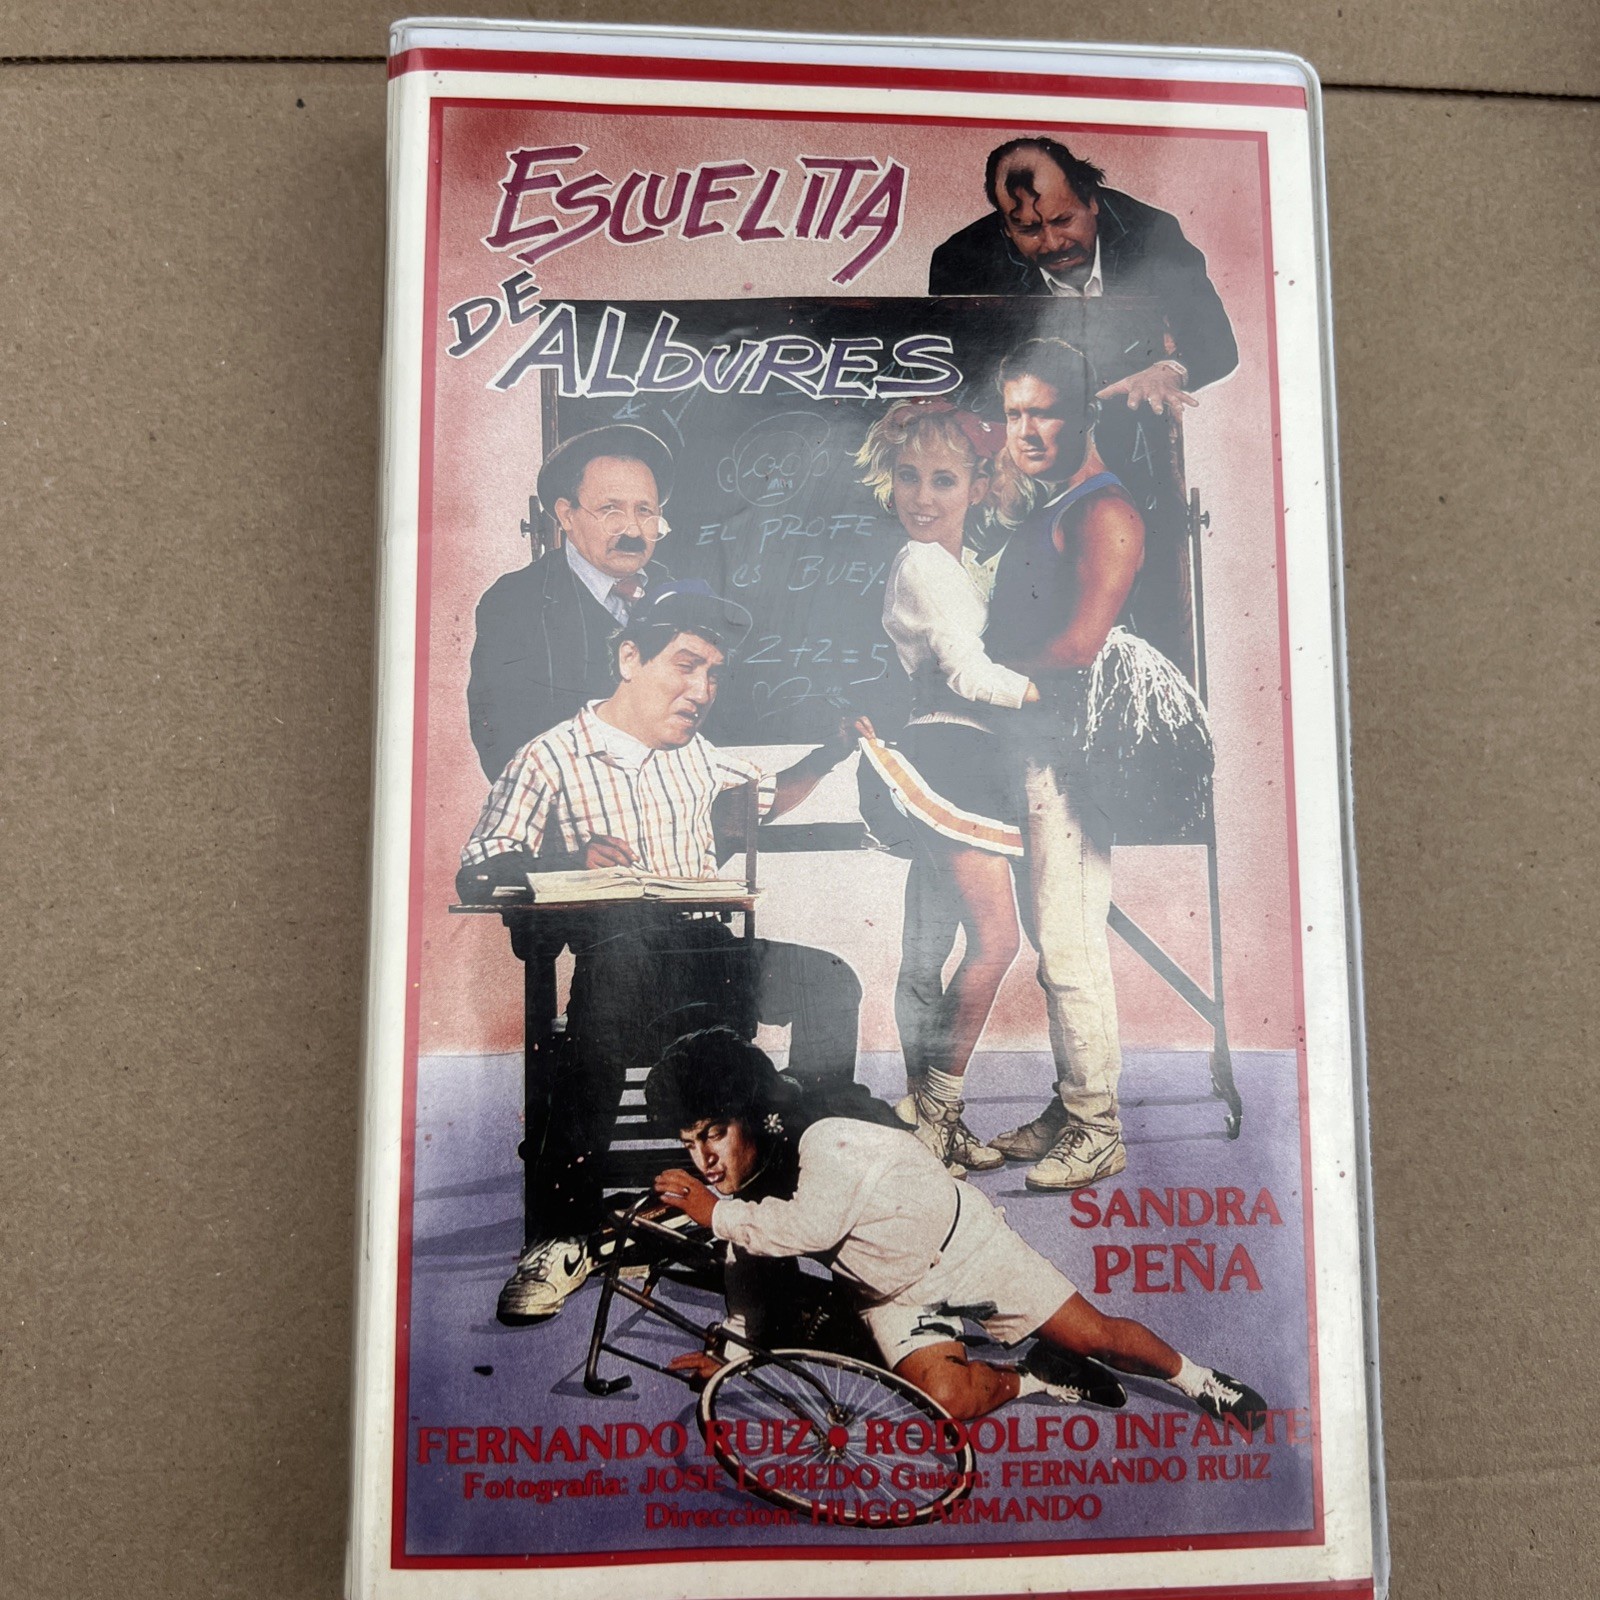 ESCUELITA
DE
ALbURES
EL PROFE
es BUEY.
2+2=5
SANDRA
PEÑA
FERNANDO RUIZ • RODOLFO INFANTE
Fotografia: JOSE LOREDO Guion: FERNANDO RUIZ
Direccion: HUGO ARMANDO